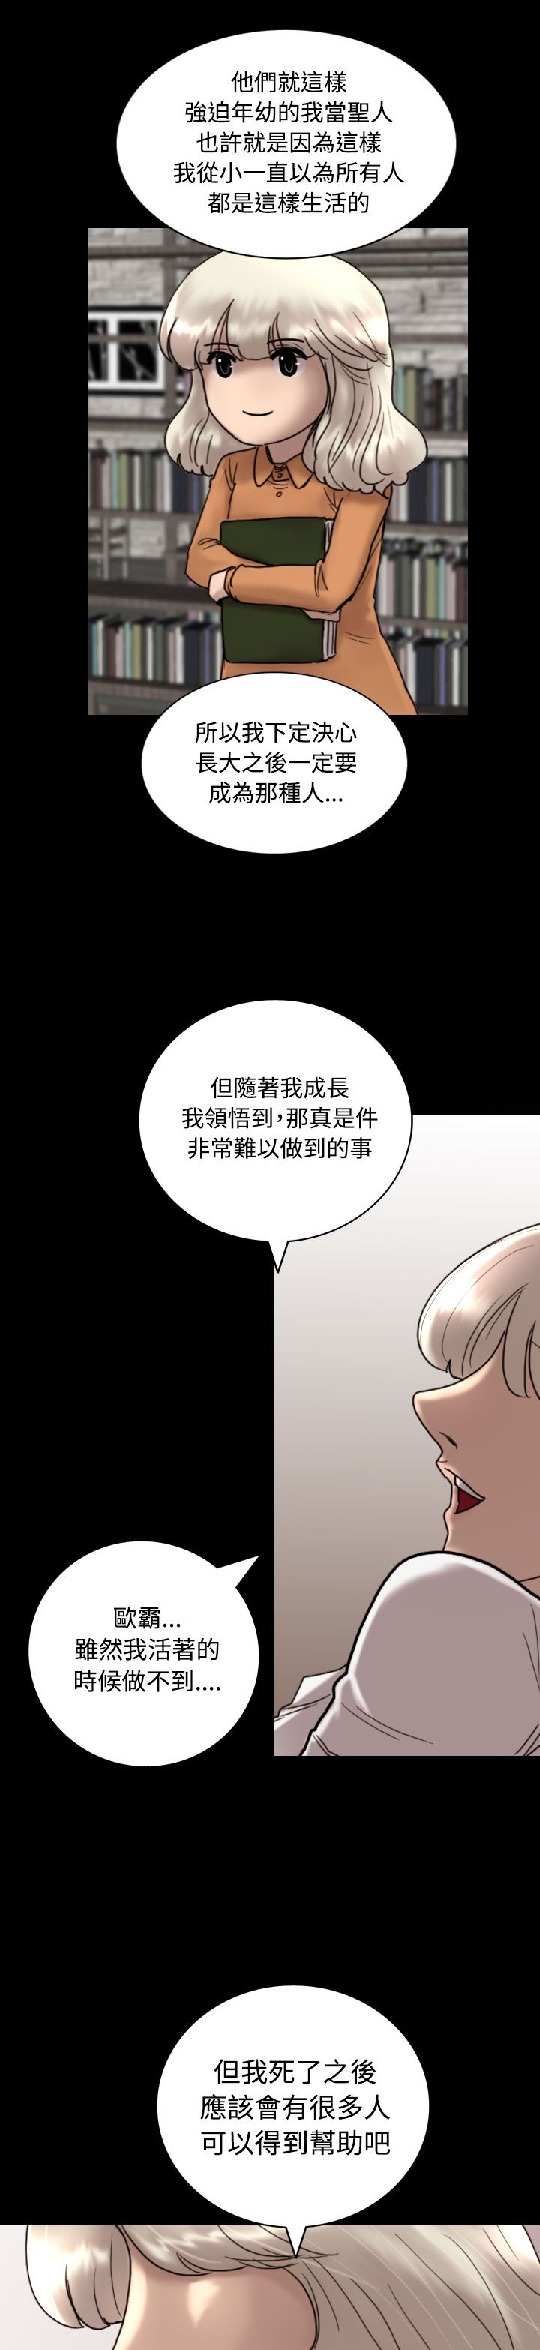 他們就這樣
強迫年幼的我當聖人
也許就是因為這樣
我從小一直以為所有人
都是這樣生活的
所以我下定決心
長大之後一定要
成為那種人...
但隨著我成長
我領悟到，那真是件
非常難以做到的事
歐霸...
雖然我活著的
時候做不到....
但我死了之後
應該會有很多人
可以得到幫助吧